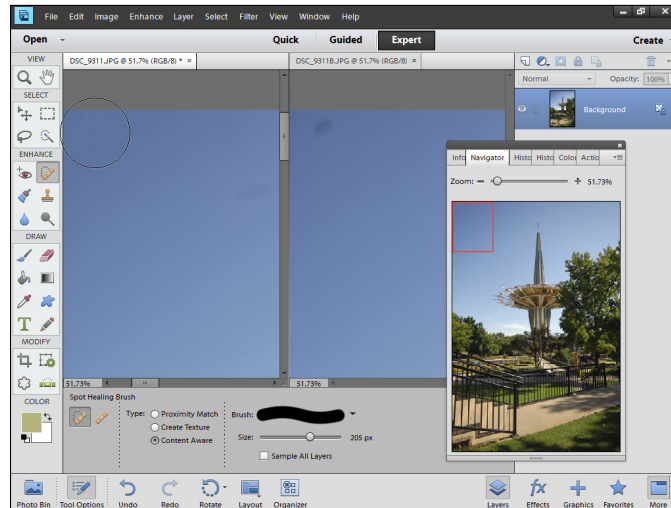 File Edit Image Enhance Layer Select Filter View Window Help
Open Quick Guided Expert Create
VIEW
SELECT
ENHANCE
DRAW
MODIFY
COLOR
DSC_9311.JPG @ 51.7% (RGB/8) * ×
DSC_9311B.JPG @ 51.7% (RGB/8) ×
Normal Opacity: 100%
Background
Info Navigator Histo Histo Color Actio
Zoom: 51.73%
51.73%
51.73%
Spot Healing Brush
Type: Proximity Match
Create Texture
Content Aware
Brush:
Size: 205 px
Sample All Layers
Photo Bin Tool Options Undo Redo Rotate Layout Organizer Layers Effects Graphics Favorites More